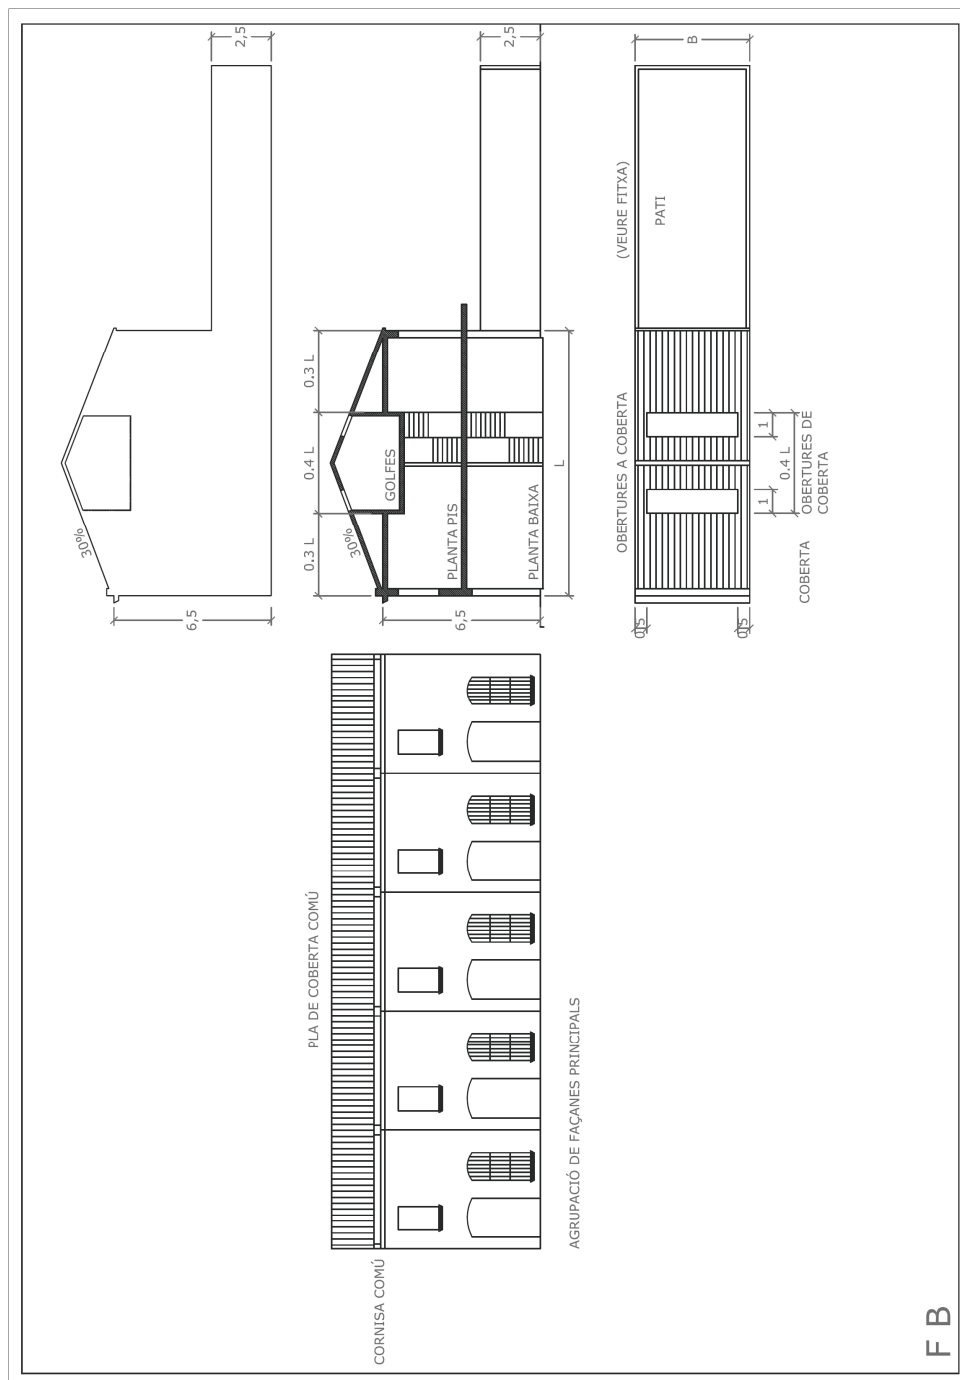 2,5
30%
6,5
2,5
0.3 L
0.4 L
0.3 L
30%
GOLFES
PLANTA PIS
PLANTA BAIXA
L
6,5
B
(VEURE FITXA)
PATI
OBERTURES A COBERTA
1
1
0.4 L
OBERTURES DE
COBERTA
COBERTA
0,5
0,5
PLA DE COBERTA COMÚ
CORNISA COMÚ
AGRUPACIÓ DE FAÇANES PRINCIPALS
F B